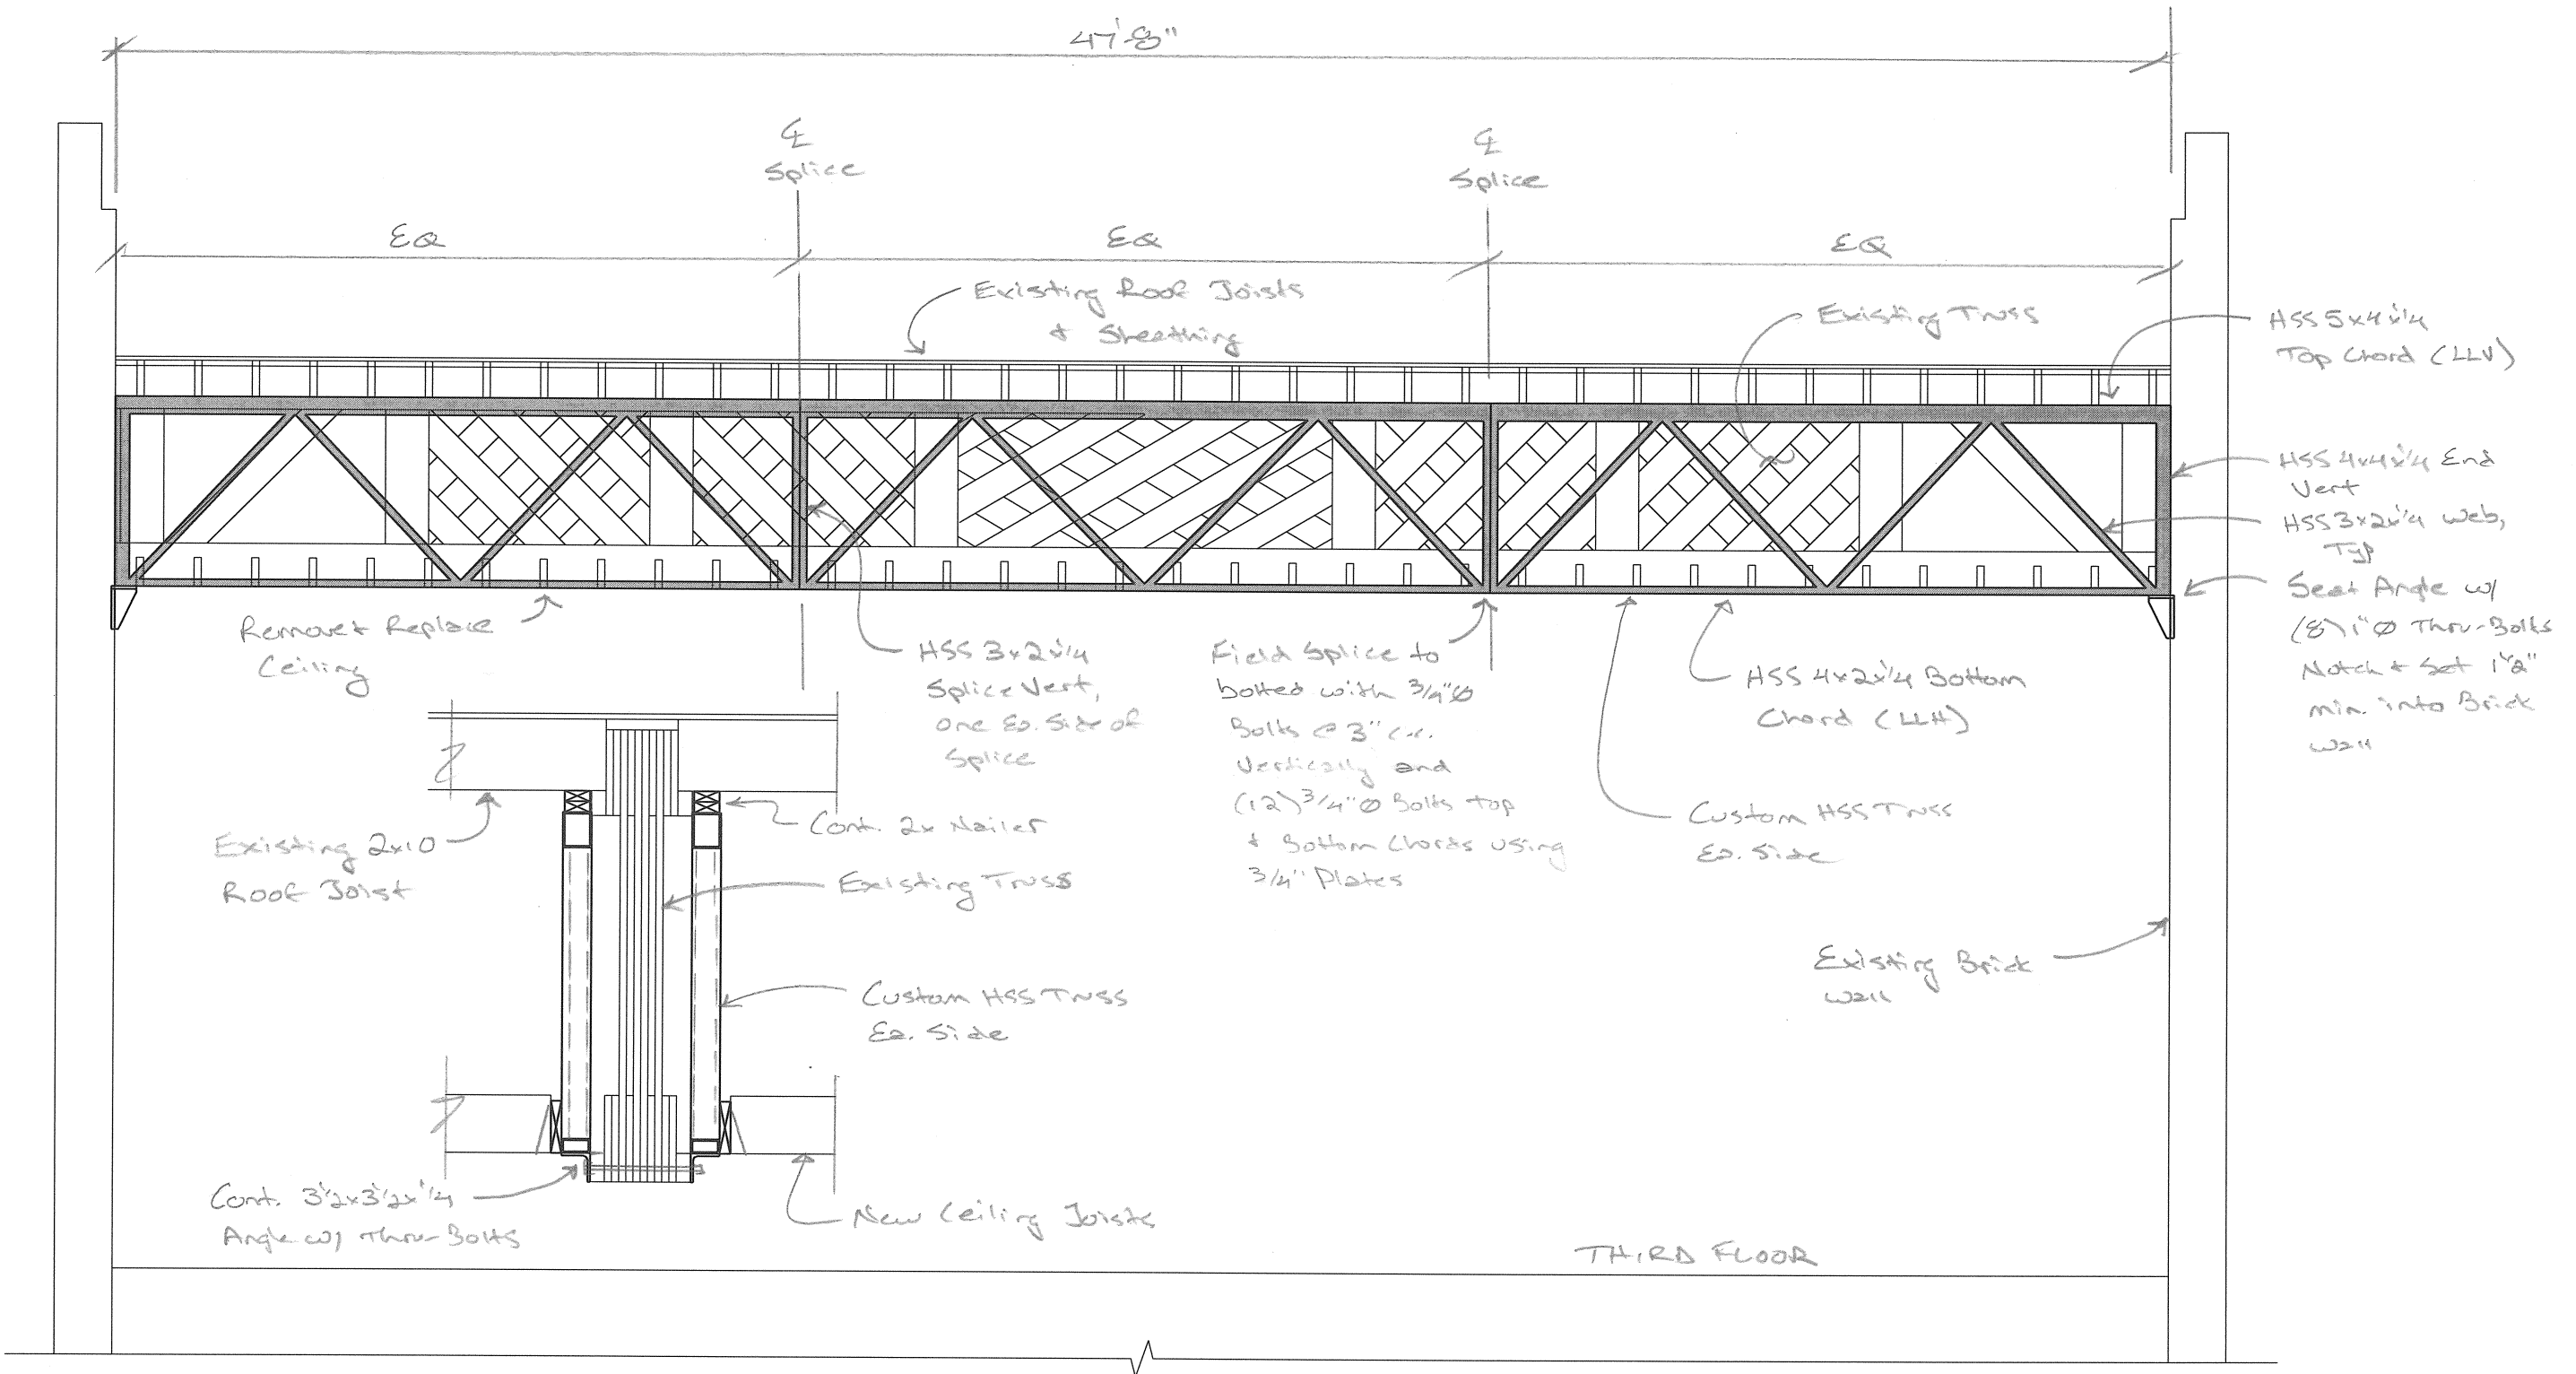 47'-8"
℄
Splice
℄
Splice
EQ
EQ
EQ
Existing Roof Joists
& Sheathing
Existing Truss
HSS 5x4x1/4
Top Chord (LLV)
HSS 4x4x1/4 End
Vert
HSS 3x2x1/4 Web,
Typ
Seat Angle w/
(8) 1"Ø Thru-Bolts
Notch & Set 1 1/2"
min. into Brick
Wall
Remove & Replace
Ceiling
HSS 3x2x1/4
Splice Vert,
one Ea. Side of
Splice
Field Splice to
bolted with 3/4"Ø
Bolts @ 3" o.c.
Vertically and
(12) 3/4"Ø Bolts top
& Bottom Chords using
3/4" Plates
HSS 4x2x1/4 Bottom
Chord (LLH)
Custom HSS Truss
Ea. Side
Existing 2x10
Roof Joist
Cont. 2x Nailer
Existing Truss
Custom HSS Truss
Ea. Side
Existing Brick
Wall
Cont. 3 1/2x3 1/2x1/4
Angle w/ Thru-Bolts
New Ceiling Joists
THIRD FLOOR